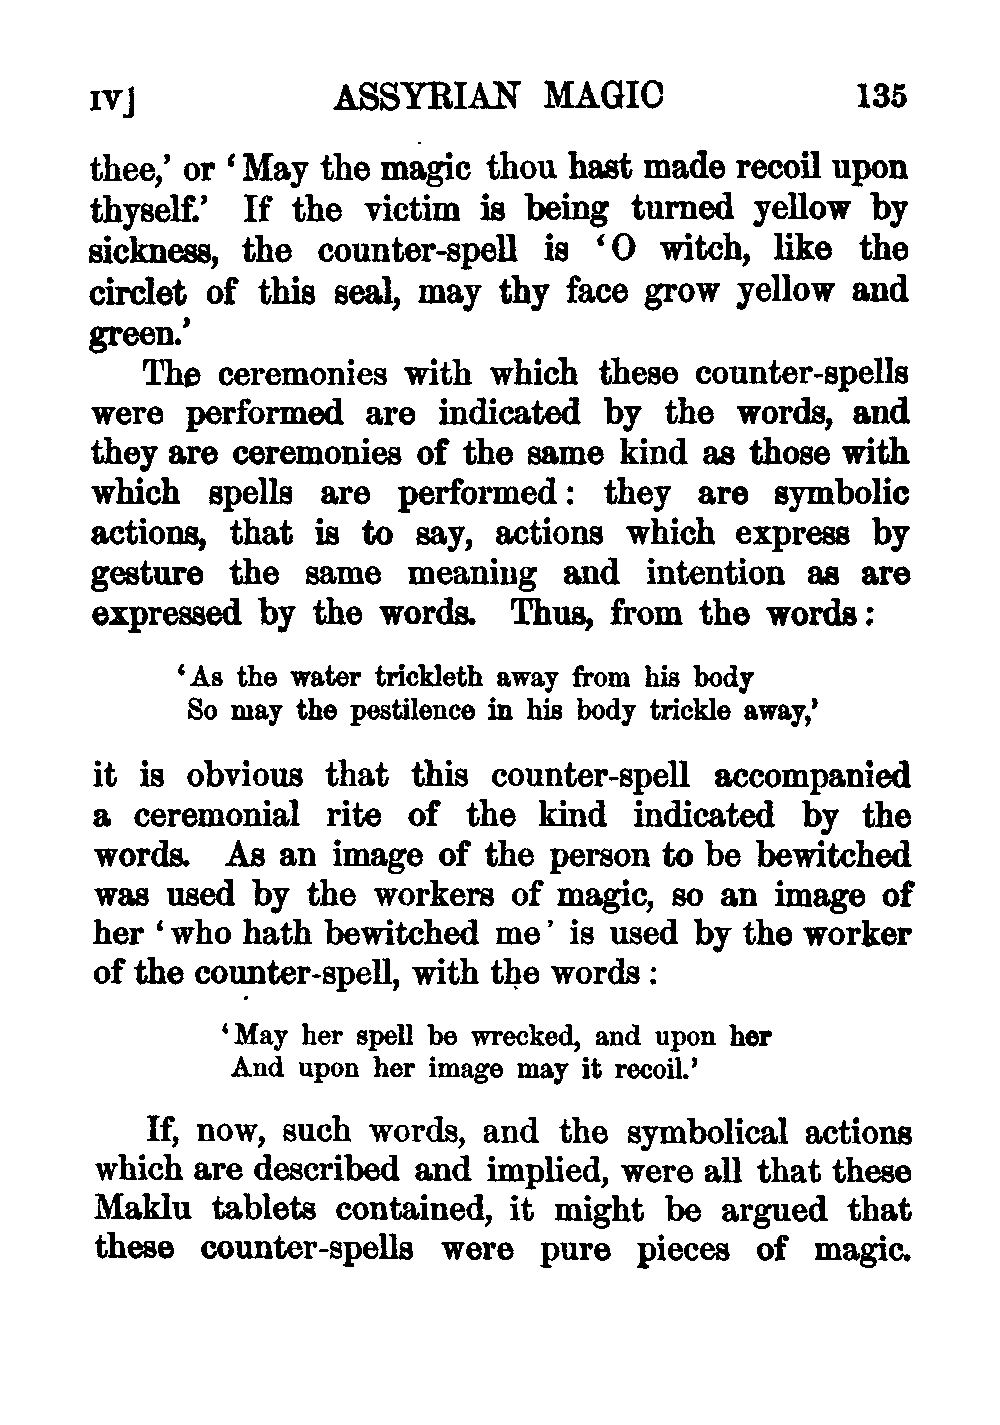 IV] ASSYRIAN MAGIC 135
thee,’ or ‘May the magic thou hast made recoil upon
thyself.’ If the victim is being turned yellow by
sickness, the counter-spell is ‘O witch, like the
circlet of this seal, may thy face grow yellow and
green.’
The ceremonies with which these counter-spells
were performed are indicated by the words, and
they are ceremonies of the same kind as those with
which spells are performed: they are symbolic
actions, that is to say, actions which express by
gesture the same meaning and intention as are
expressed by the words. Thus, from the words:
‘As the water trickleth away from his body
So may the pestilence in his body trickle away,’
it is obvious that this counter-spell accompanied
a ceremonial rite of the kind indicated by the
words. As an image of the person to be bewitched
was used by the workers of magic, so an image of
her ‘who hath bewitched me’ is used by the worker
of the counter-spell, with the words:
‘May her spell be wrecked, and upon her
And upon her image may it recoil.’
If, now, such words, and the symbolical actions
which are described and implied, were all that these
Maklu tablets contained, it might be argued that
these counter-spells were pure pieces of magic.